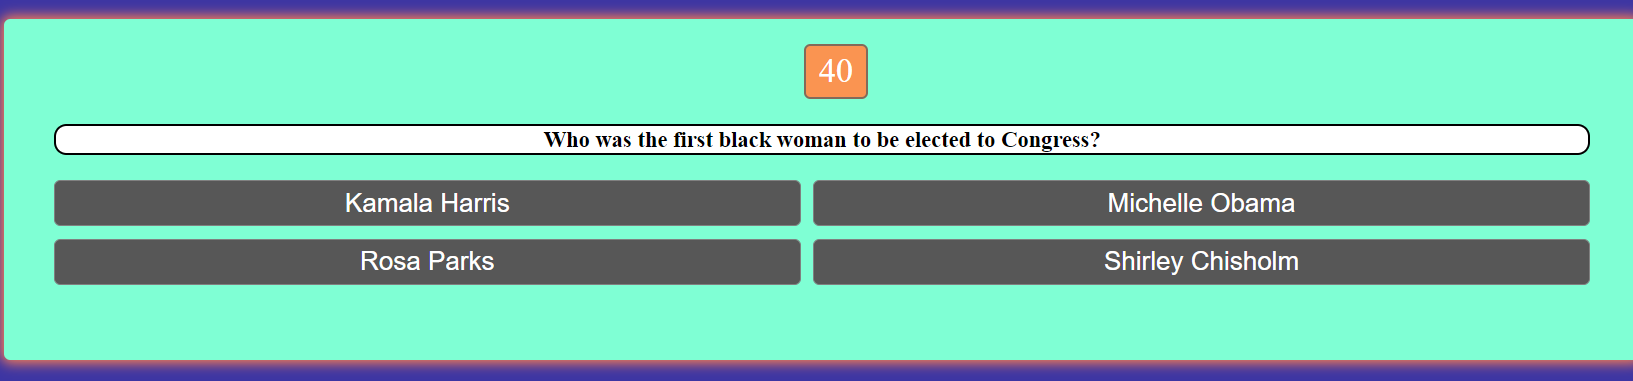 40
Who was the first black woman to be elected to Congress?
Kamala Harris
Michelle Obama
Rosa Parks
Shirley Chisholm